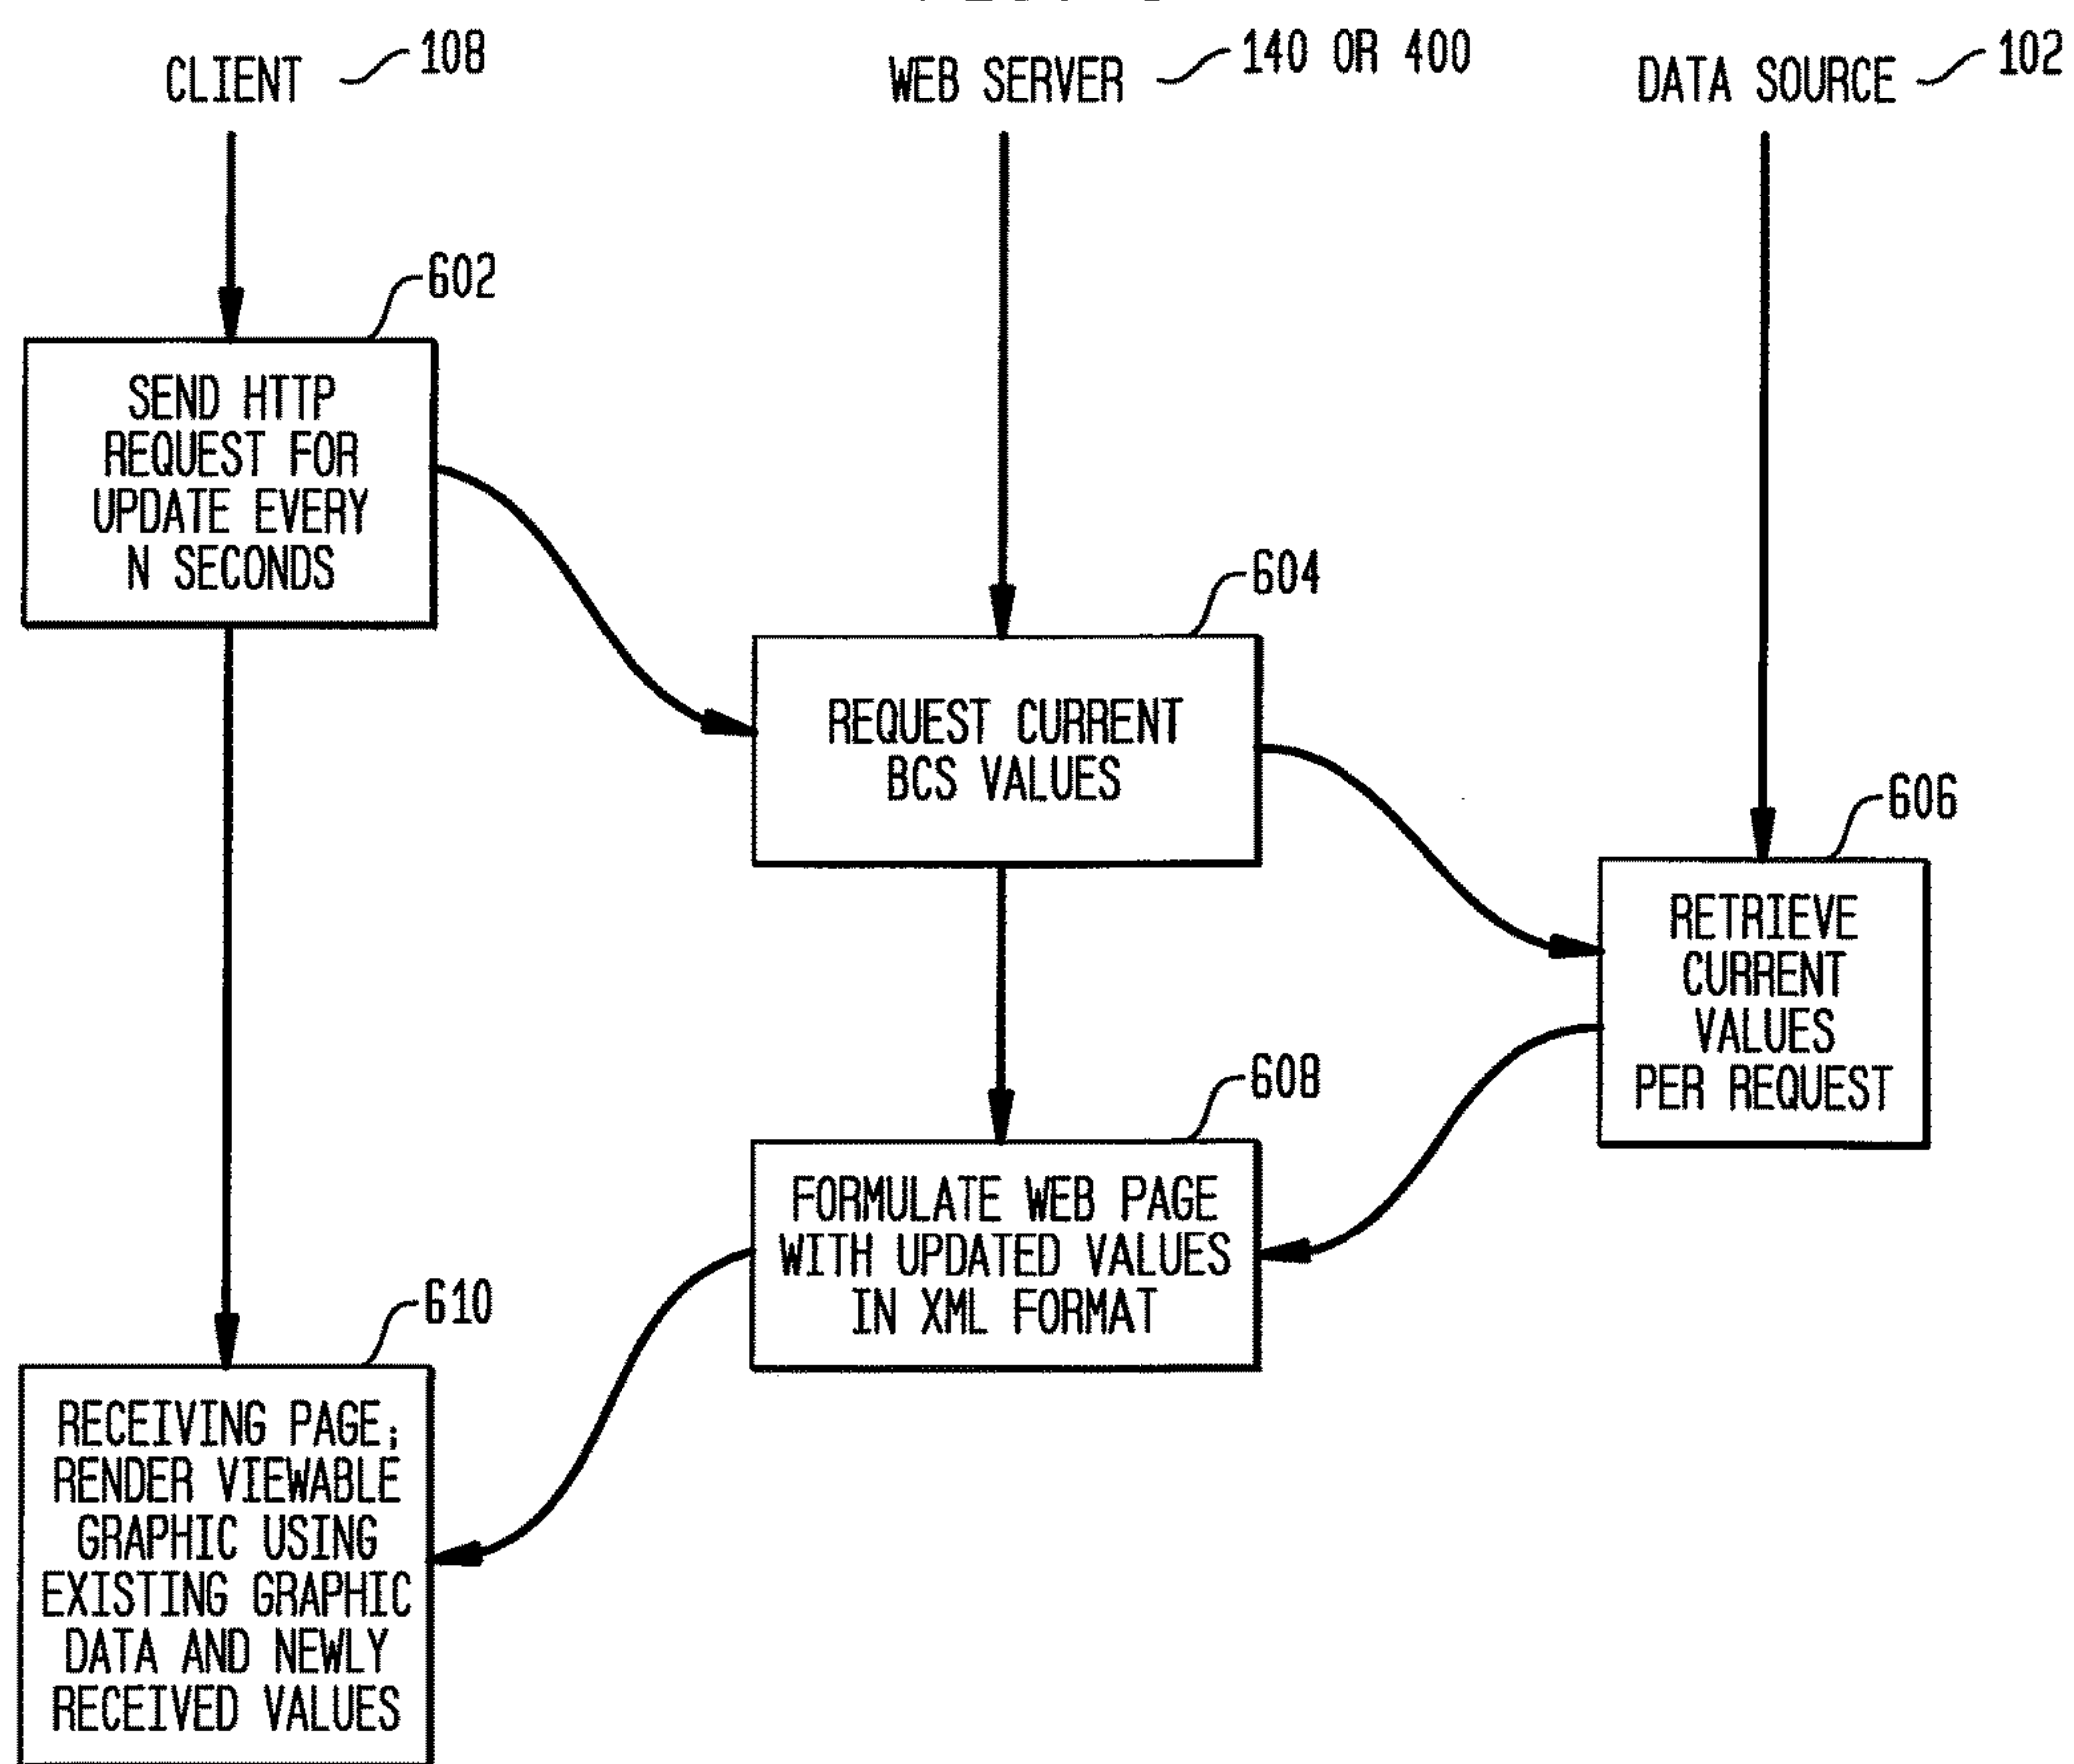 CLIENT 108
WEB SERVER 140 OR 400
DATA SOURCE 102
602
SEND HTTP
REQUEST FOR
UPDATE EVERY
N SECONDS
604
REQUEST CURRENT
BCS VALUES
606
RETRIEVE
CURRENT
VALUES
PER REQUEST
608
FORMULATE WEB PAGE
WITH UPDATED VALUES
IN XML FORMAT
610
RECEIVING PAGE;
RENDER VIEWABLE
GRAPHIC USING
EXISTING GRAPHIC
DATA AND NEWLY
RECEIVED VALUES